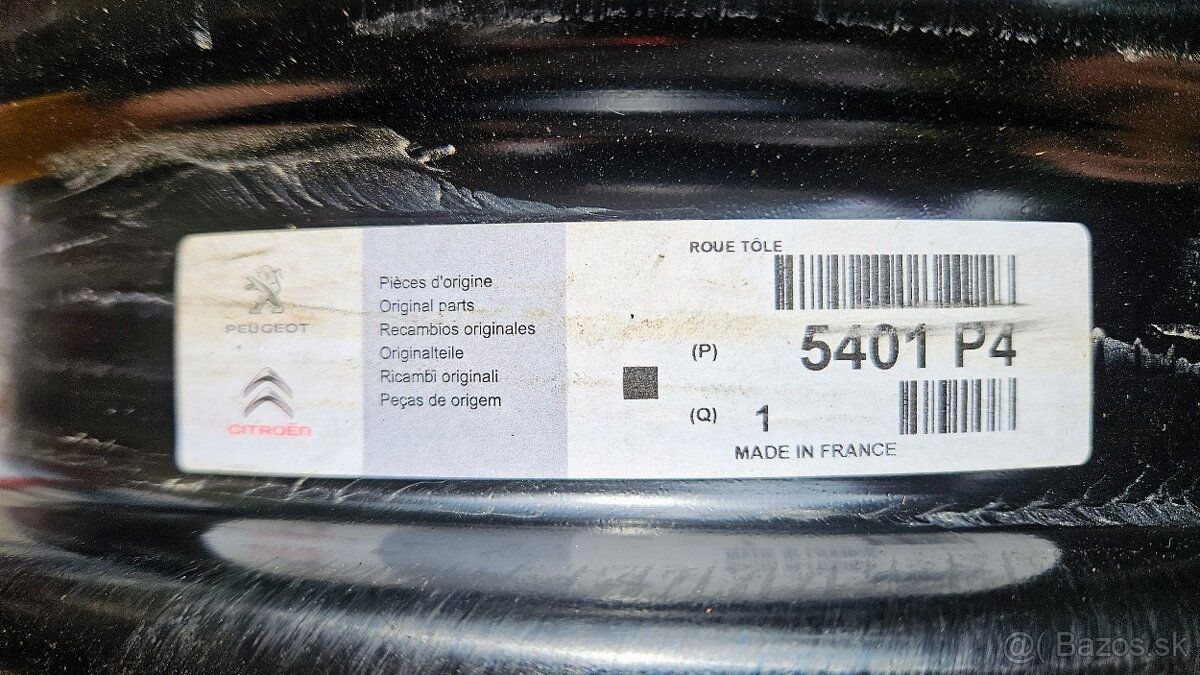 PEUGEOT
CITROËN
Pièces d'origine
Original parts
Recambios originales
Originalteile
Ricambi originali
Peças de origem
ROUE TÔLE
(P) 5401 P4
(Q) 1
MADE IN FRANCE
@( Bazos.sk